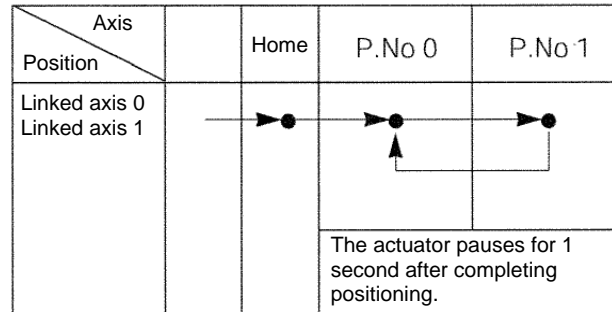 Axis
Position
Home
P.No 0
P.No 1
Linked axis 0
Linked axis 1
The actuator pauses for 1
second after completing
positioning.